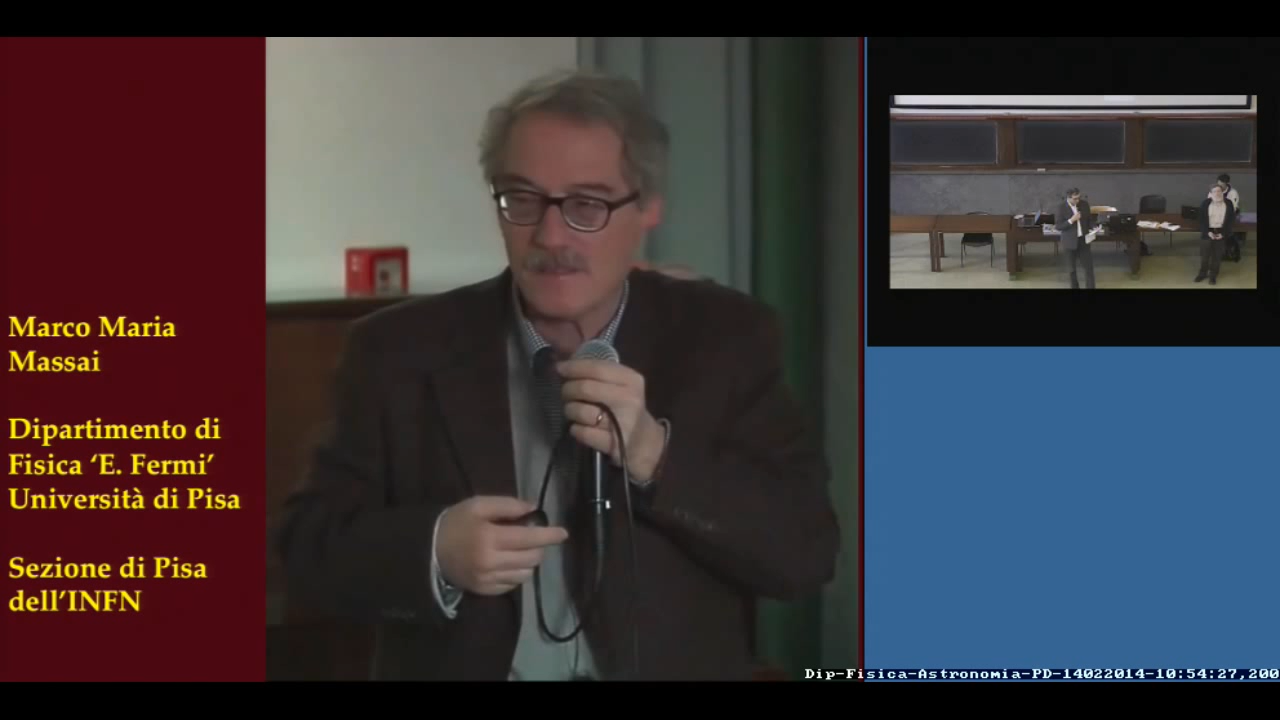 Marco Maria
Massai
Dipartimento di
Fisica ‘E. Fermi’
Università di Pisa
Sezione di Pisa
dell’INFN
Dip-Fisica-Astronomia-PD-14022014-10:54:27,200